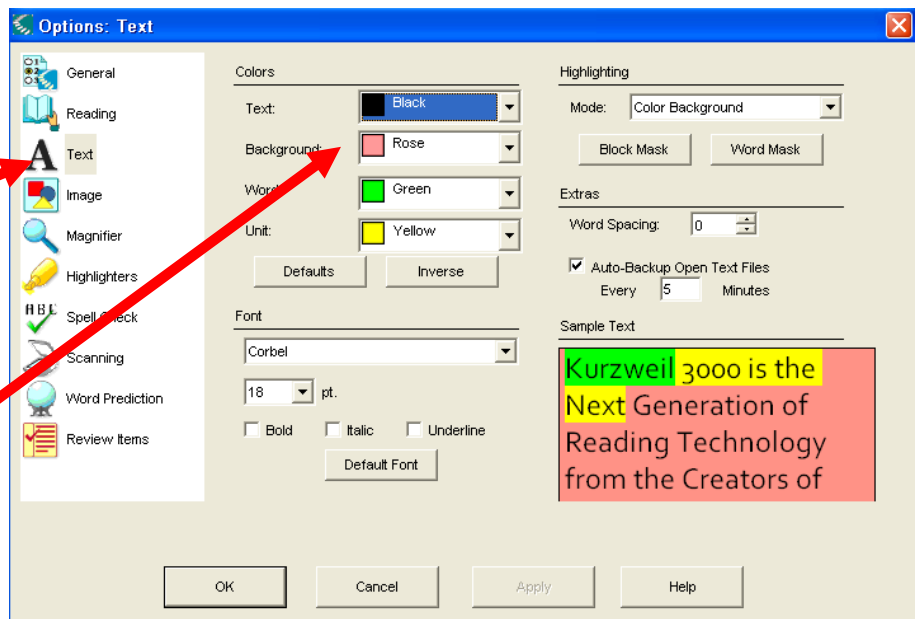 Options: Text
General
Reading
Text
Image
Magnifier
Highlighters
Spell Check
Scanning
Word Prediction
Review Items
Colors
Text:
Black
Background:
Rose
Word
Green
Unit:
Yellow
Defaults
Inverse
Font
Corbel
18
pt.
Bold
Italic
Underline
Default Font
Highlighting
Mode:
Color Background
Block Mask
Word Mask
Extras
Word Spacing:
0
Auto-Backup Open Text Files
Every
5
Minutes
Sample Text
Kurzweil 3000 is the
Next Generation of
Reading Technology
from the Creators of
OK
Cancel
Apply
Help